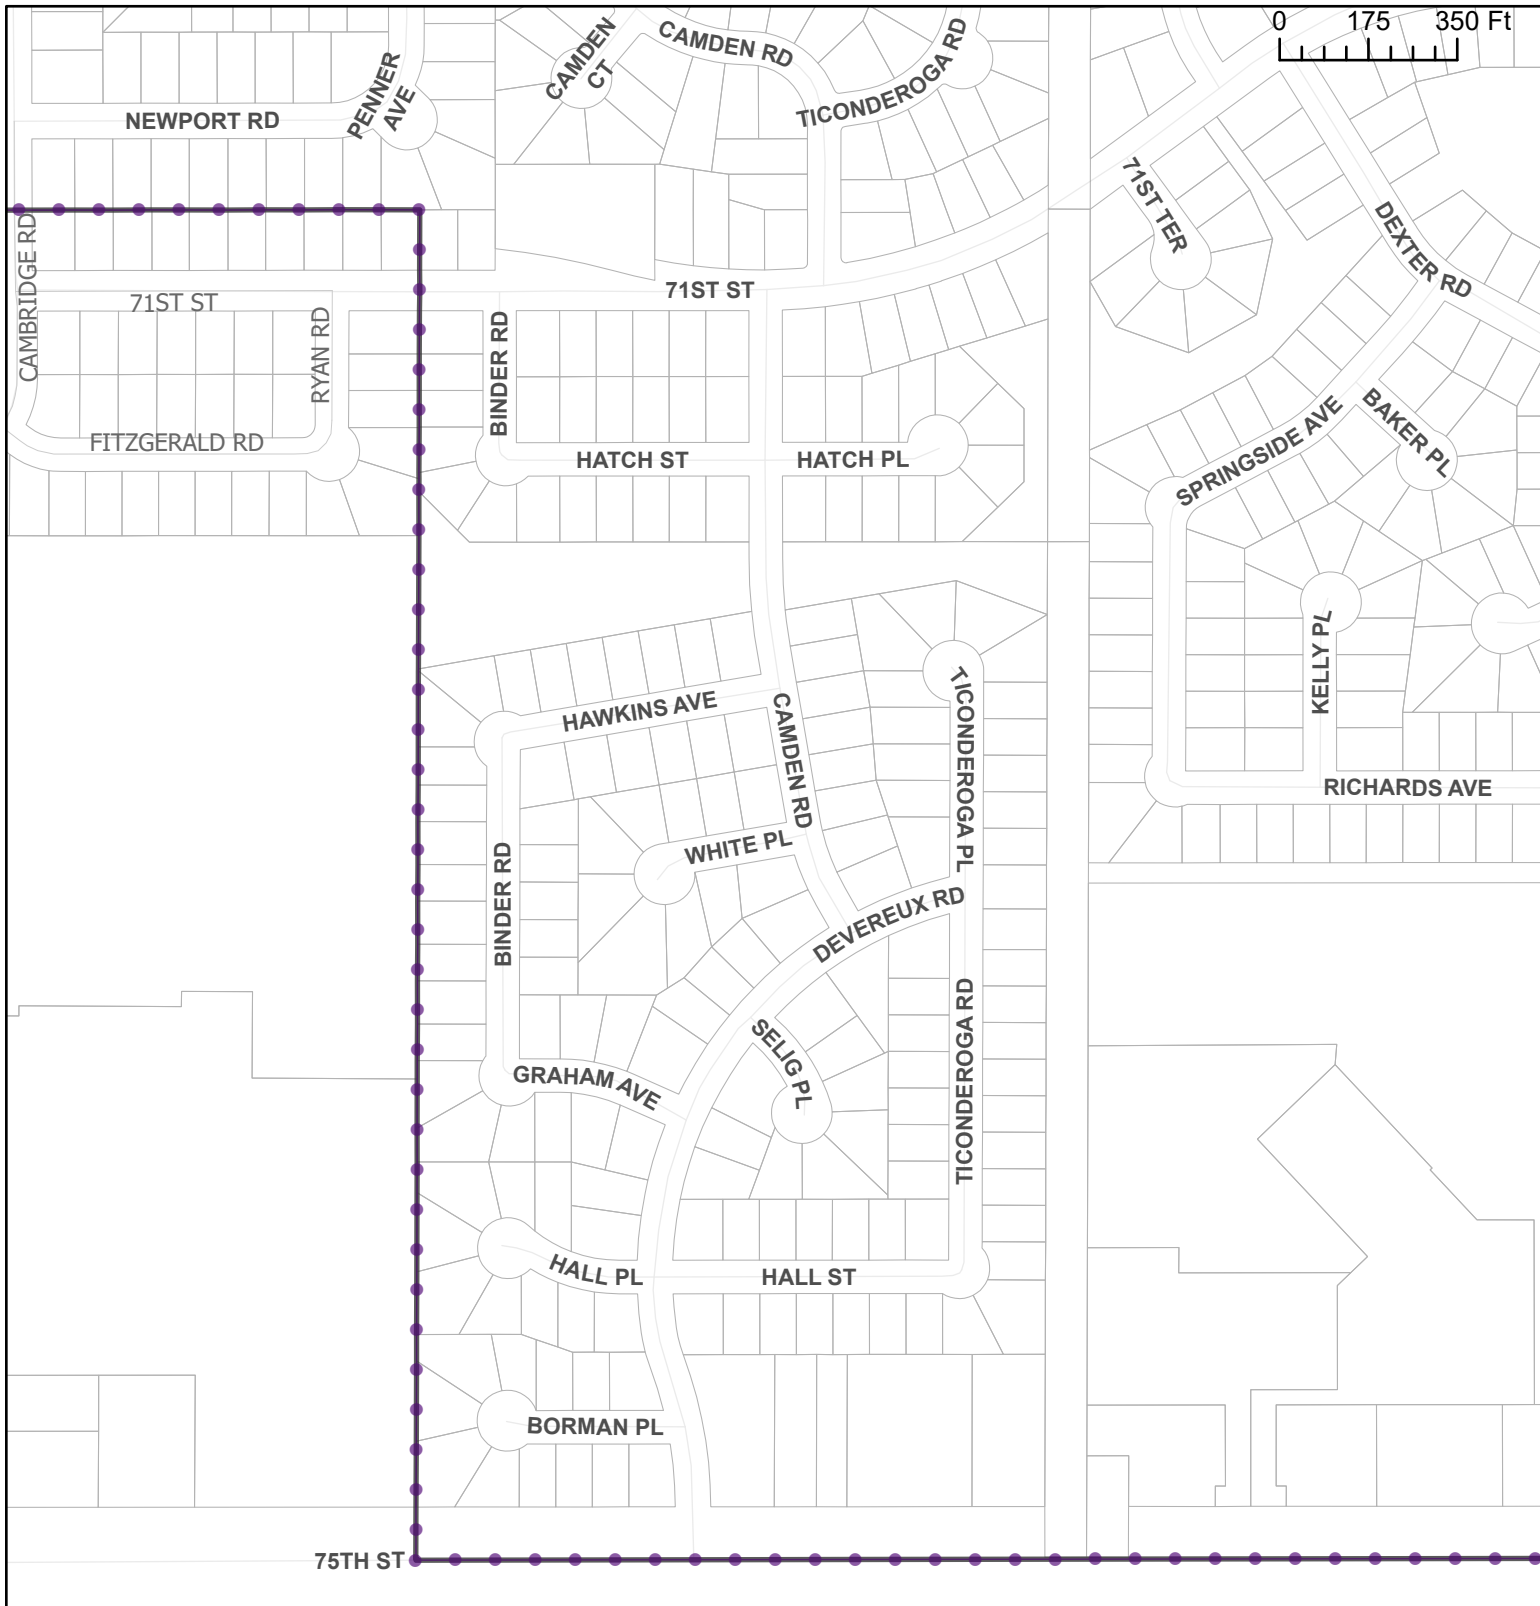 0 175 350 Ft
CAMDEN RD
CAMDEN
CT
TICONDEROGA RD
PENNER
AVE
NEWPORT RD
71ST TER
DEXTER RD
CAMBRIDGE RD
71ST ST
71ST ST
RYAN RD
BINDER RD
FITZGERALD RD
HATCH ST
HATCH PL
SPRINGSIDE AVE
BAKER PL
KELLY PL
HAWKINS AVE
CAMDEN RD
TICONDEROGA PL
RICHARDS AVE
WHITE PL
BINDER RD
DEVEREUX RD
SELIG PL
TICONDEROGA RD
GRAHAM AVE
HALL PL
HALL ST
BORMAN PL
75TH ST